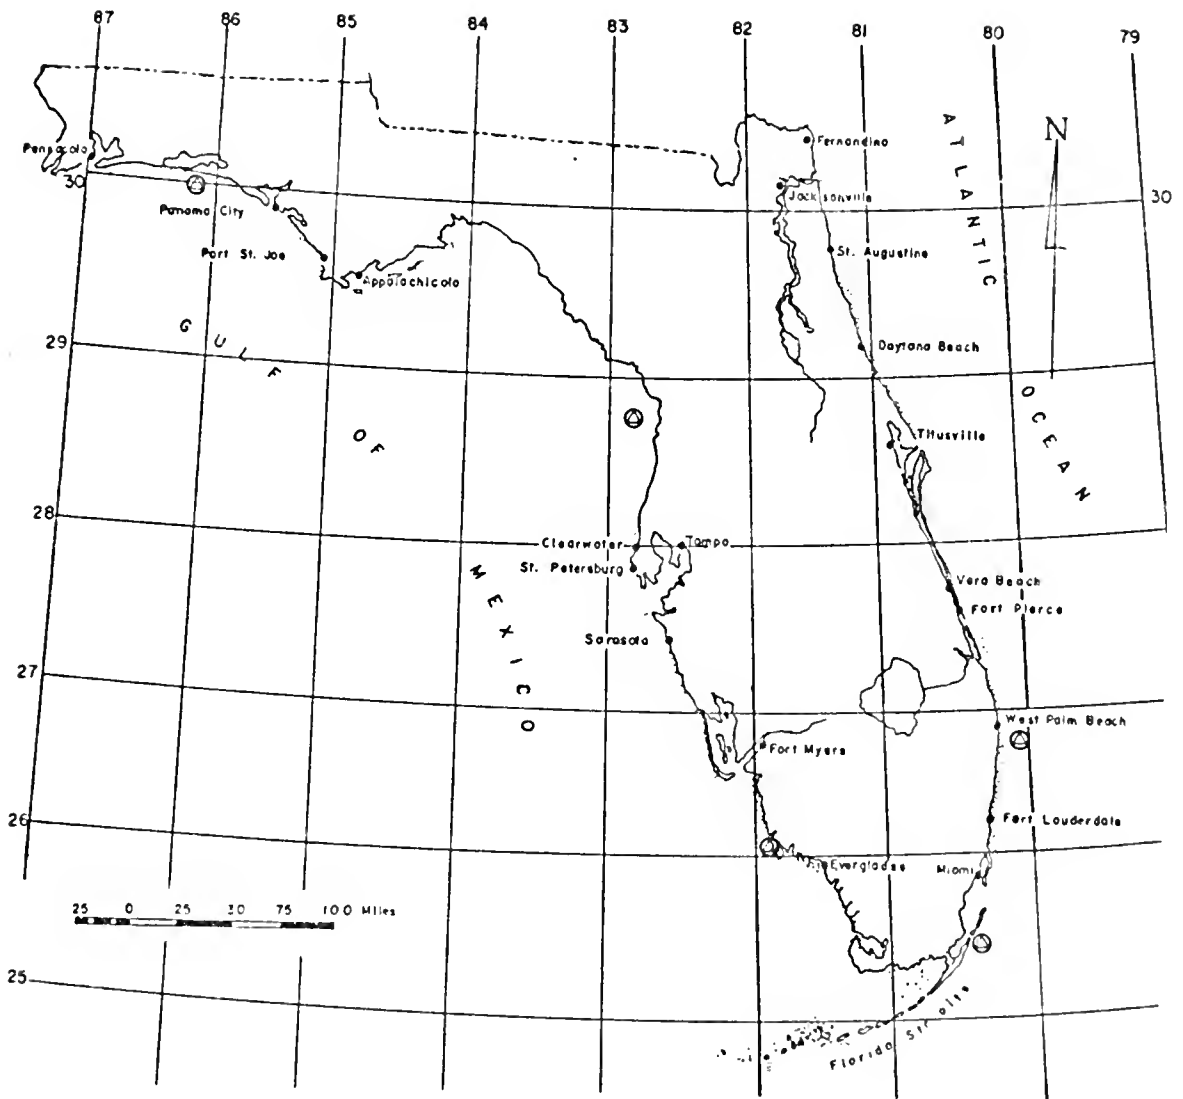 87 86 85 84 83 82 81 80 79
ATLANTIC
N
Fernandina
Pensacola
30
Jacksonville
30
Panama City
St. Augustine
Port St. Joe
Appalachicola
GULF
29
Daytona Beach
OCEAN
OF
Titusville
28
Clearwater
Tampa
St. Petersburg
MEXICO
Vero Beach
Fort Pierce
Sarasota
27
West Palm Beach
Fort Myers
26
Fort Lauderdale
Everglades
Miami
25 0 25 50 75 100 Miles
25
Florida Straits